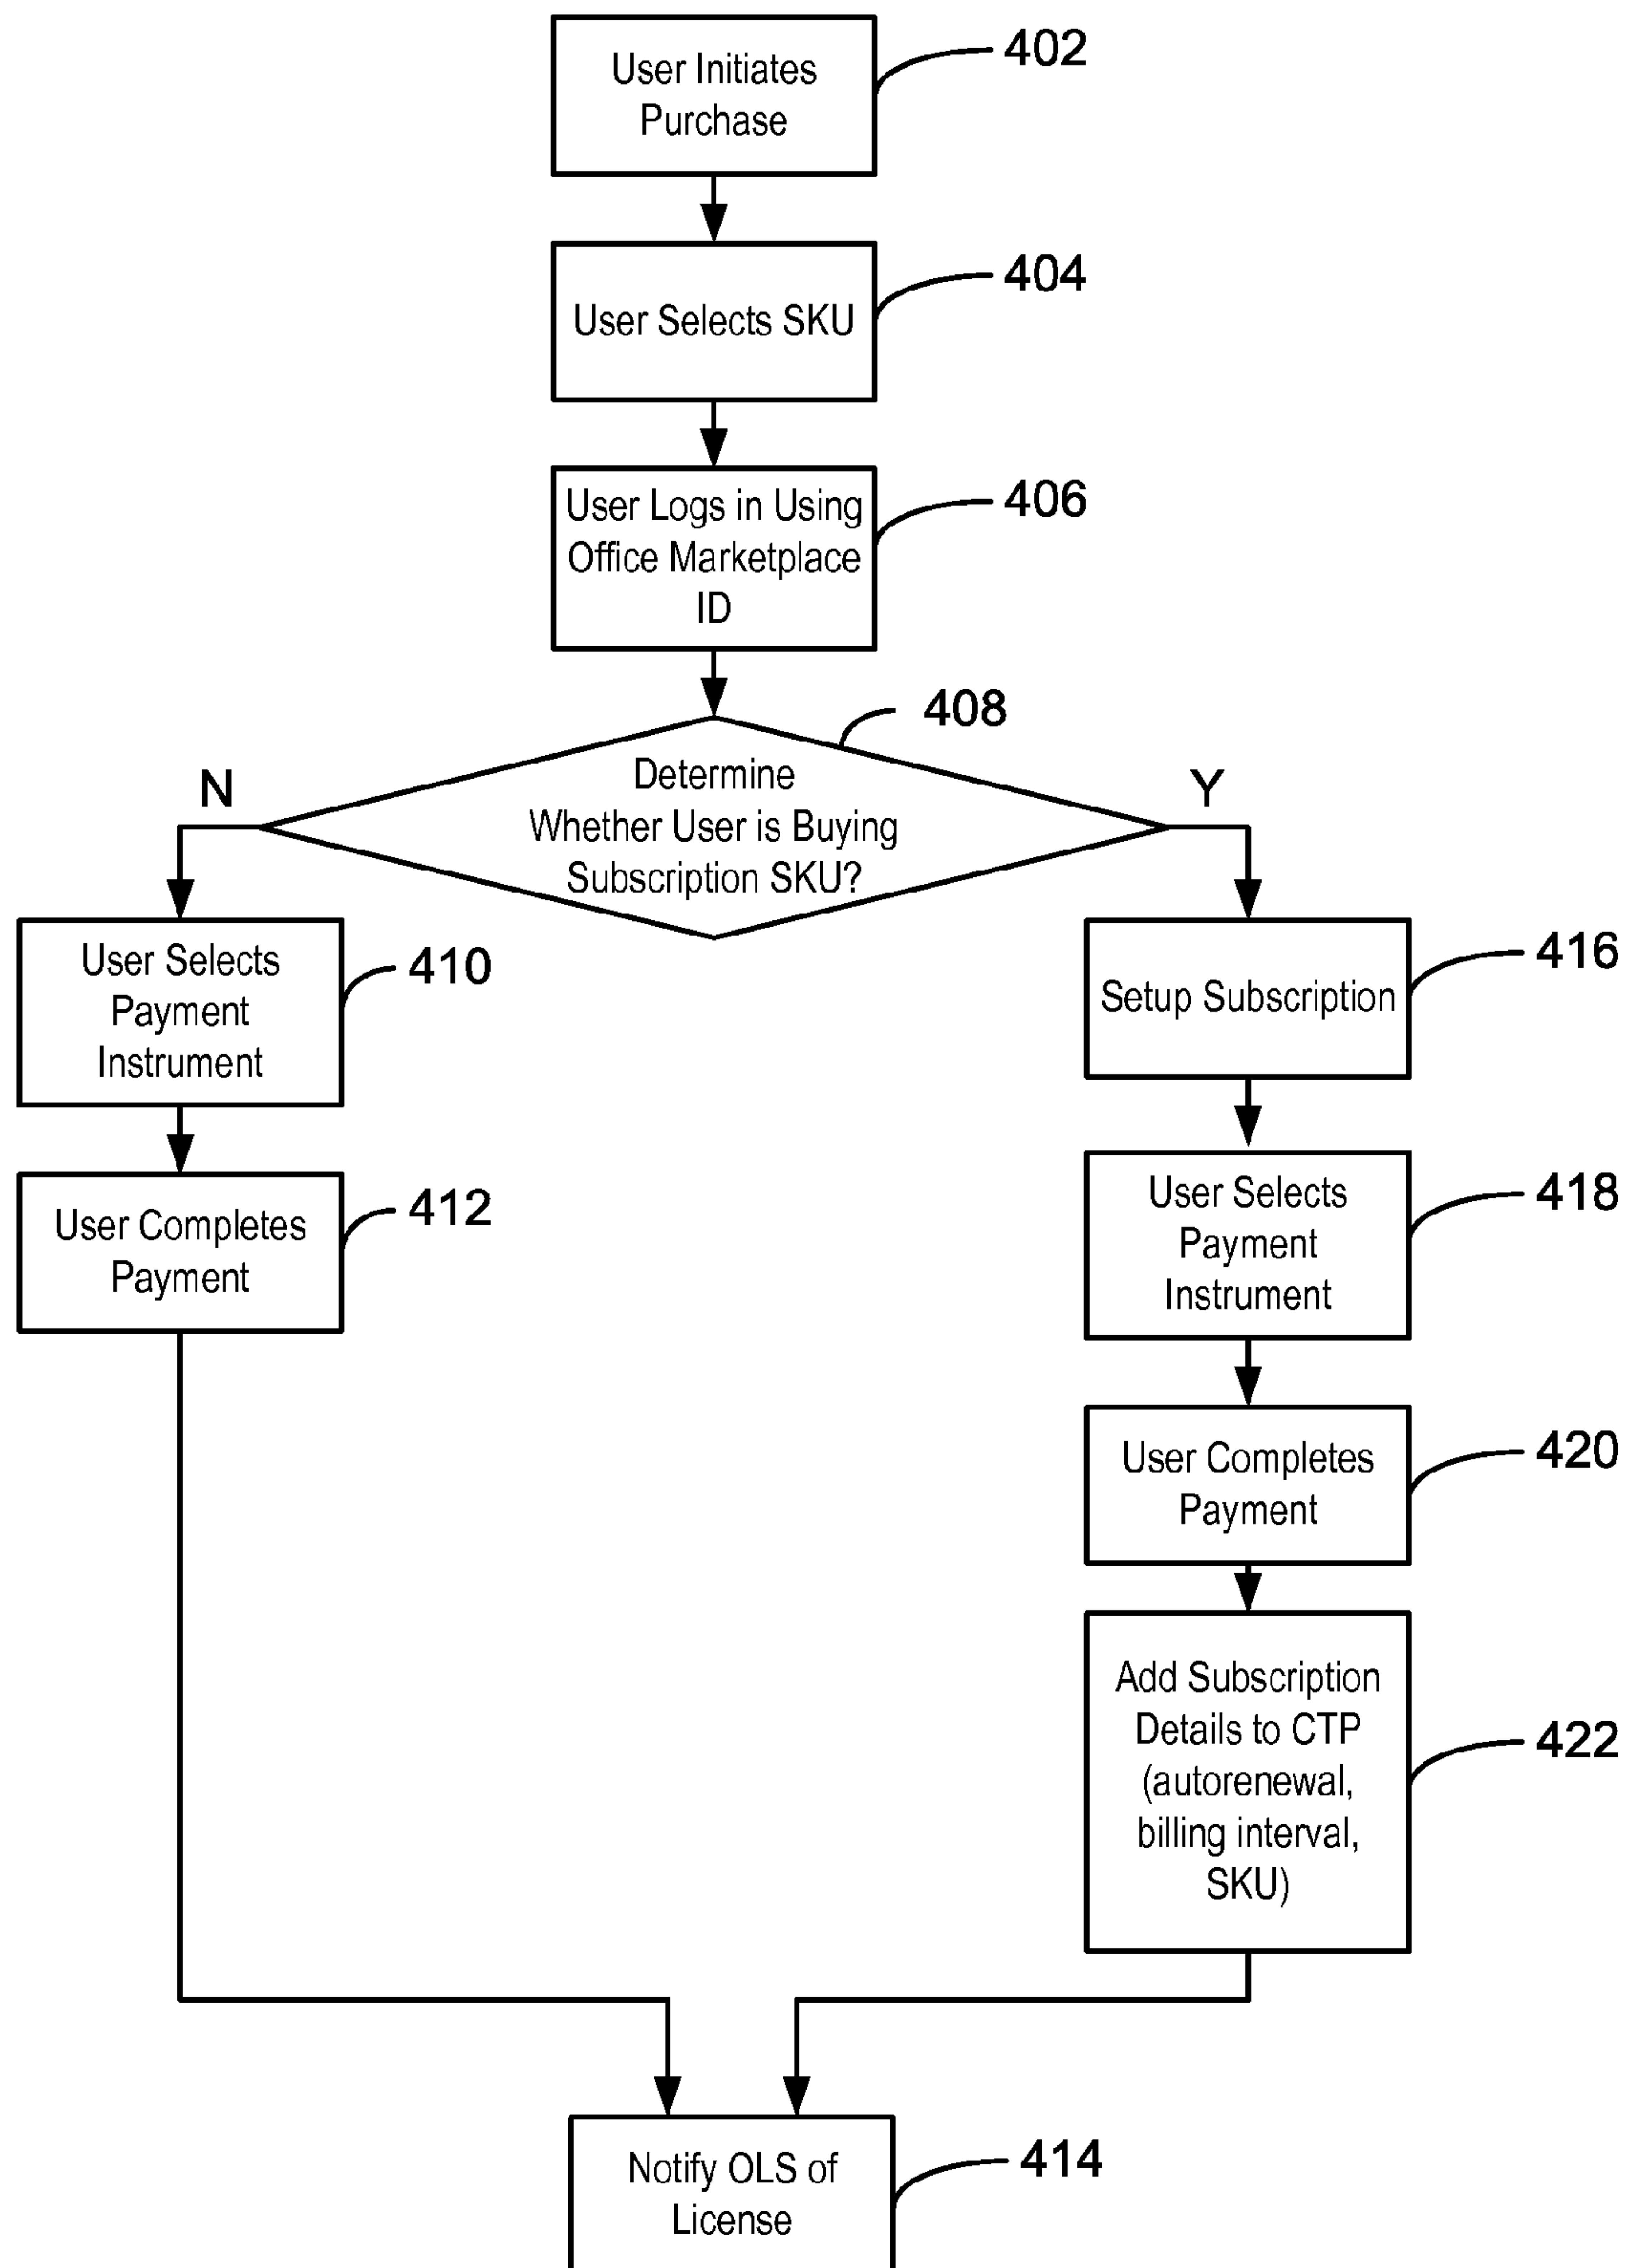 User Initiates
Purchase
402
User Selects SKU
404
User Logs in Using
Office Marketplace
ID
406
408
Determine
Whether User is Buying
Subscription SKU?
N
Y
User Selects
Payment
Instrument
410
User Completes
Payment
412
Setup Subscription
416
User Selects
Payment
Instrument
418
User Completes
Payment
420
Add Subscription
Details to CTP
(autorenewal,
billing interval,
SKU)
422
Notify OLS of
License
414